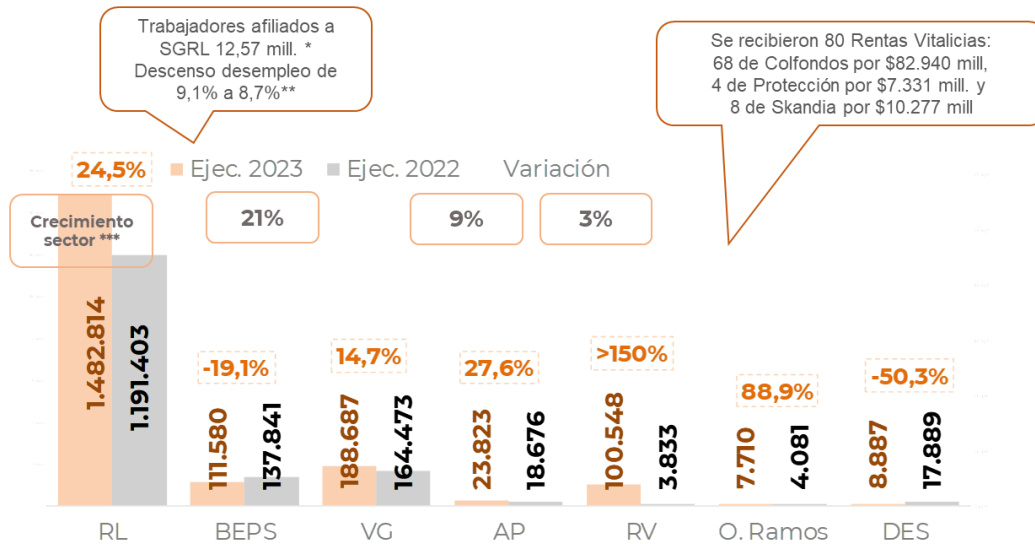 Trabajadores afiliados a
SGRL 12,57 mill. *
Descenso desempleo de
9,1% a 8,7%**
Se recibieron 80 Rentas Vitalicias:
68 de Colfondos por $82.940 mill,
4 de Protección por $7.331 mill. y
8 de Skandia por $10.277 mill
24,5%
Ejec. 2023
Ejec. 2022
Variación
Crecimiento
sector ***
21%
9%
3%
1.482.814
1.191.403
-19,1%
111.580
137.841
14,7%
188.687
164.473
27,6%
23.823
18.676
>150%
100.548
3.833
88,9%
7.710
4.081
-50,3%
8.887
17.889
RL
BEPS
VG
AP
RV
O. Ramos
DES